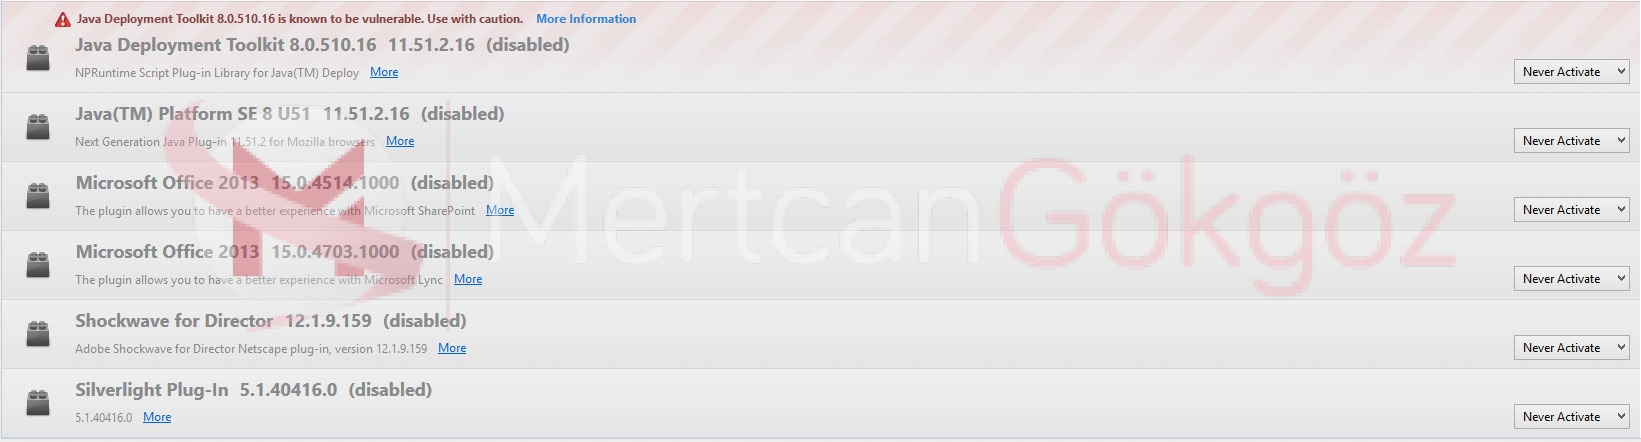 Java Deployment Toolkit 8.0.510.16 is known to be vulnerable. Use with caution. More Information
Java Deployment Toolkit 8.0.510.16 11.51.2.16 (disabled)
NPRuntime Script Plug-in Library for Java(TM) Deploy More
Never Activate
Java(TM) Platform SE 8 U51 11.51.2.16 (disabled)
Next Generation Java Plug-in 11.51.2 for Mozilla browsers More
Never Activate
Microsoft Office 2013 15.0.4514.1000 (disabled)
The plugin allows you to have a better experience with Microsoft SharePoint More
Never Activate
MertcanGökgöz
Microsoft Office 2013 15.0.4703.1000 (disabled)
The plugin allows you to have a better experience with Microsoft Lync More
Never Activate
Shockwave for Director 12.1.9.159 (disabled)
Adobe Shockwave for Director Netscape plug-in, version 12.1.9.159 More
Never Activate
Silverlight Plug-In 5.1.40416.0 (disabled)
5.1.40416.0 More
Never Activate